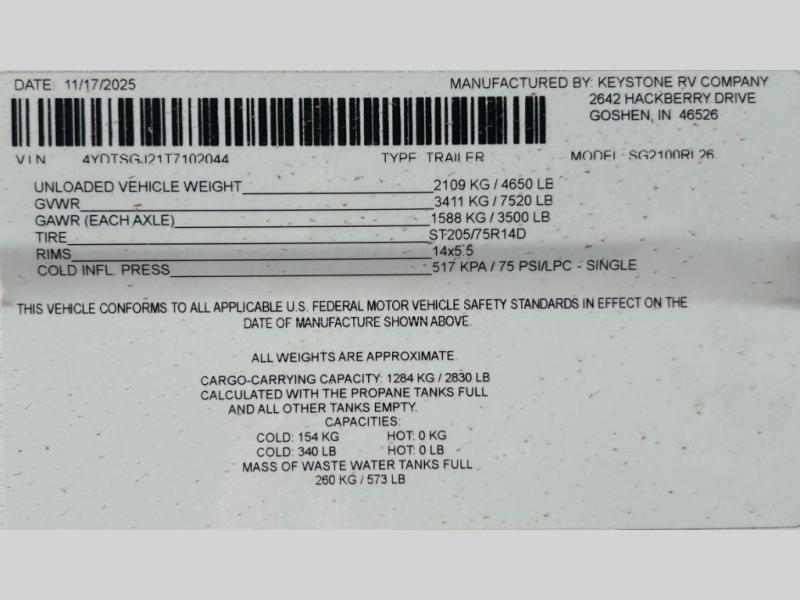 DATE: 11/17/2025
MANUFACTURED BY: KEYSTONE RV COMPANY
2642 HACKBERRY DRIVE
GOSHEN, IN 46526
VIN 4YDTSGJ21T7102044 TYPE TRAILER MODEL SG2100RL26
UNLOADED VEHICLE WEIGHT 2109 KG / 4650 LB
GVWR 3411 KG / 7520 LB
GAWR (EACH AXLE) 1588 KG / 3500 LB
TIRE ST205/75R14D
RIMS 14x5.5
COLD INFL. PRESS 517 KPA / 75 PSI/LPC - SINGLE
THIS VEHICLE CONFORMS TO ALL APPLICABLE U.S. FEDERAL MOTOR VEHICLE SAFETY STANDARDS IN EFFECT ON THE
DATE OF MANUFACTURE SHOWN ABOVE.
ALL WEIGHTS ARE APPROXIMATE.
CARGO-CARRYING CAPACITY: 1284 KG / 2830 LB
CALCULATED WITH THE PROPANE TANKS FULL
AND ALL OTHER TANKS EMPTY.
CAPACITIES:
COLD: 154 KG HOT: 0 KG
COLD: 340 LB HOT: 0 LB
MASS OF WASTE WATER TANKS FULL
260 KG / 573 LB